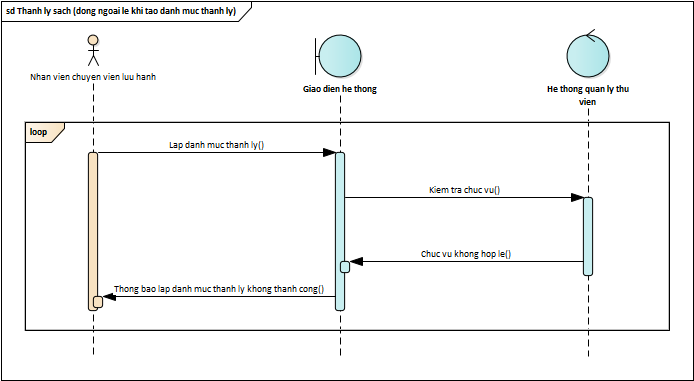 sd Thanh ly sach (dong ngoai le khi tao danh muc thanh ly)
Nhan vien chuyen vien luu hanh
Giao dien he thong
He thong quan ly thu
vien
loop
Lap danh muc thanh ly()
Kiem tra chuc vu()
Chuc vu khong hop le()
Thong bao lap danh muc thanh ly khong thanh cong()